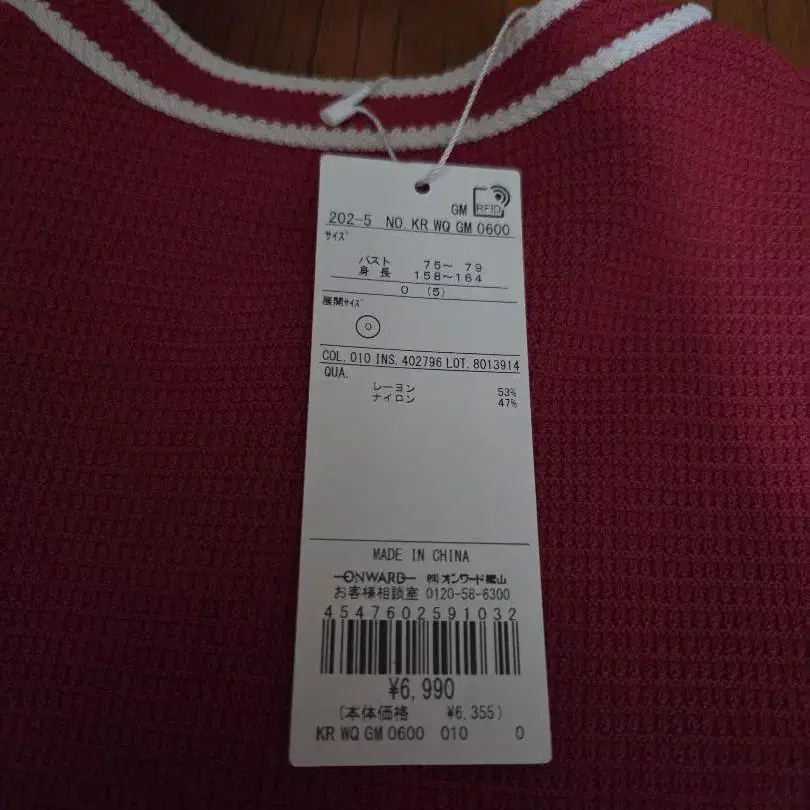 GM RFID
202-5 NO. KR WQ GM 0600
サイズ
バスト 75~ 79
身長 158~164
0 (5)
展開サイズ
0
COL. 010 INS. 402796 LOT. 8013914
QUA.
レーヨン 53%
ナイロン 47%
MADE IN CHINA
ONWARD ㈱オンワード樫山
お客様相談室 0120-58-6300
4547602591032
¥6,990
(本体価格 ¥6,355)
KR WQ GM 0600 010 0